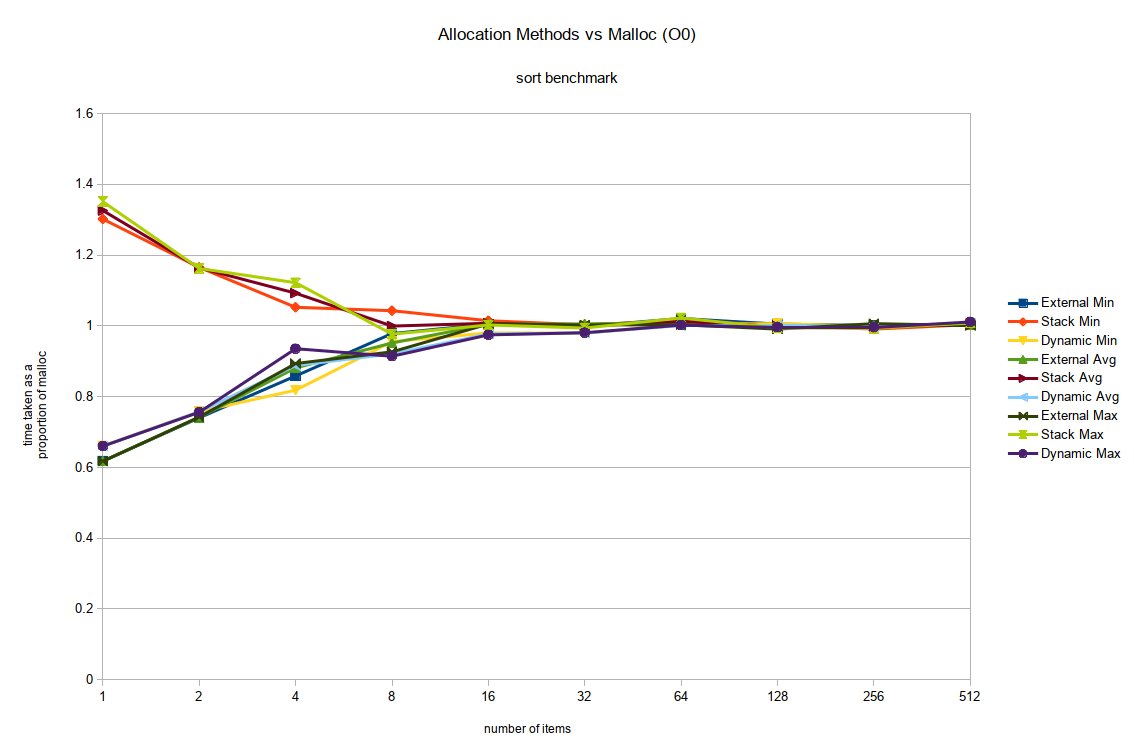 Allocation Methods vs Malloc (O0)
sort benchmark
1.6
1.4
1.2
1
0.8
0.6
0.4
0.2
0
time taken as a
proportion of malloc
1 2 4 8 16 32 64 128 256 512
number of items
External Min
Stack Min
Dynamic Min
External Avg
Stack Avg
Dynamic Avg
External Max
Stack Max
Dynamic Max